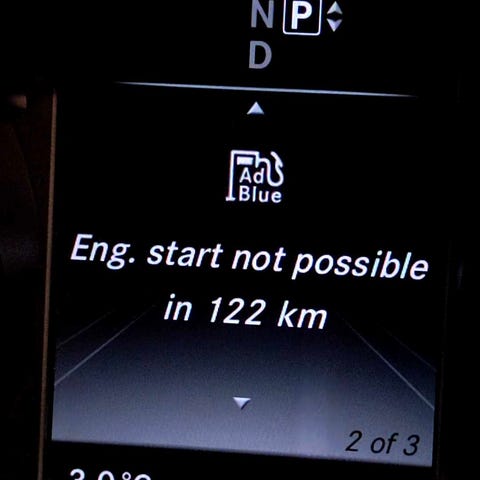 N P
D
Ad
Blue
Eng. start not possible
in 122 km
2 of 3